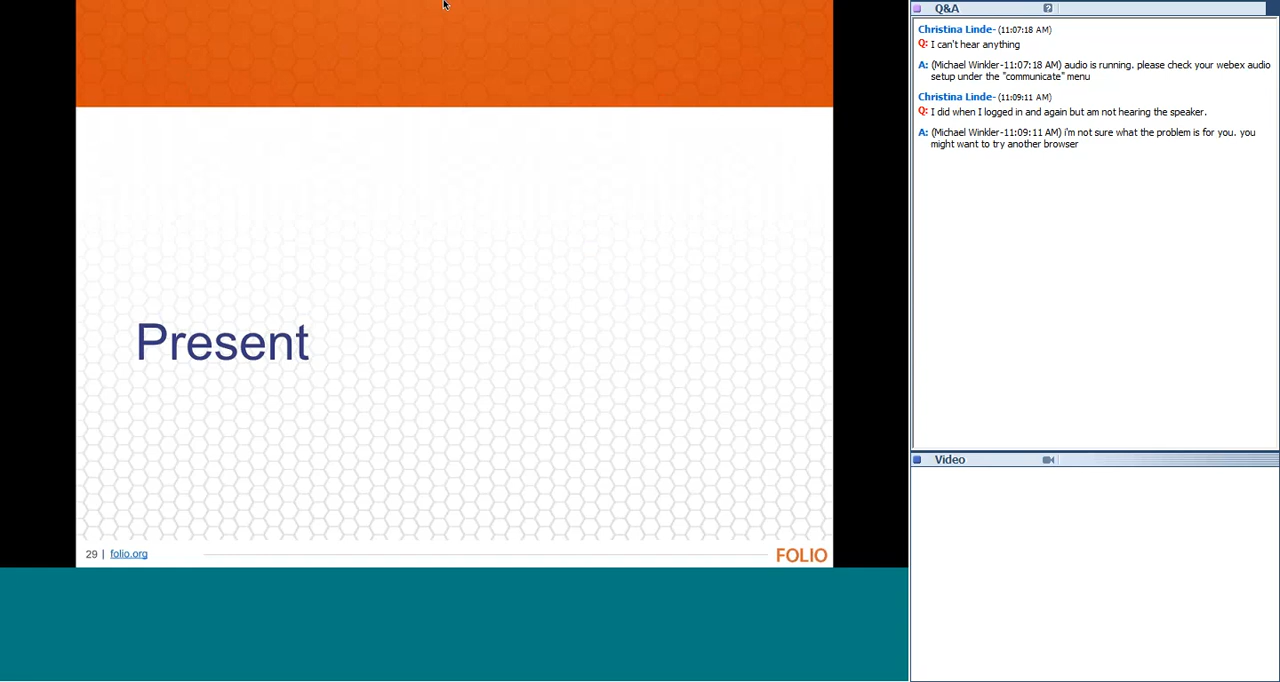 Present
29 | folio.org
FOLIO
Q&A
?
Christina Linde- (11:07:18 AM)
Q: I can't hear anything
A: (Michael Winkler-11:07:18 AM) audio is running. please check your webex audio
setup under the "communicate" menu
Christina Linde- (11:09:11 AM)
Q: I did when I logged in and again but am not hearing the speaker.
A: (Michael Winkler-11:09:11 AM) i'm not sure what the problem is for you. you
might want to try another browser
Video